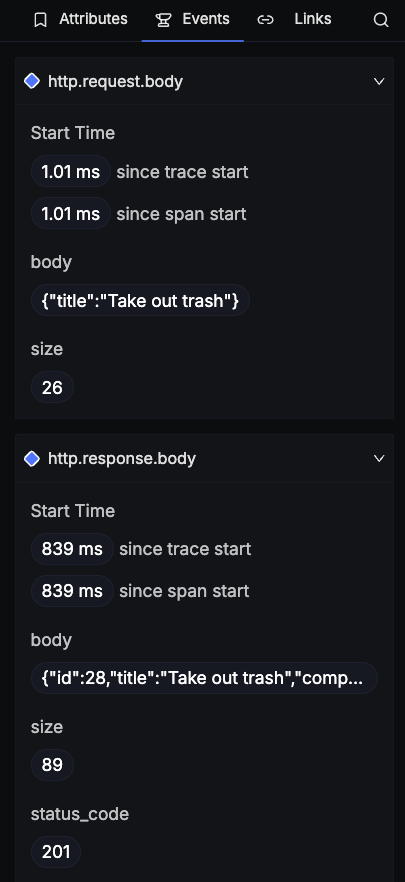 Attributes Events Links
http.request.body
Start Time
1.01 ms since trace start
1.01 ms since span start
body
{"title":"Take out trash"}
size
26
http.response.body
Start Time
839 ms since trace start
839 ms since span start
body
{"id":28,"title":"Take out trash","comp...
size
89
status_code
201